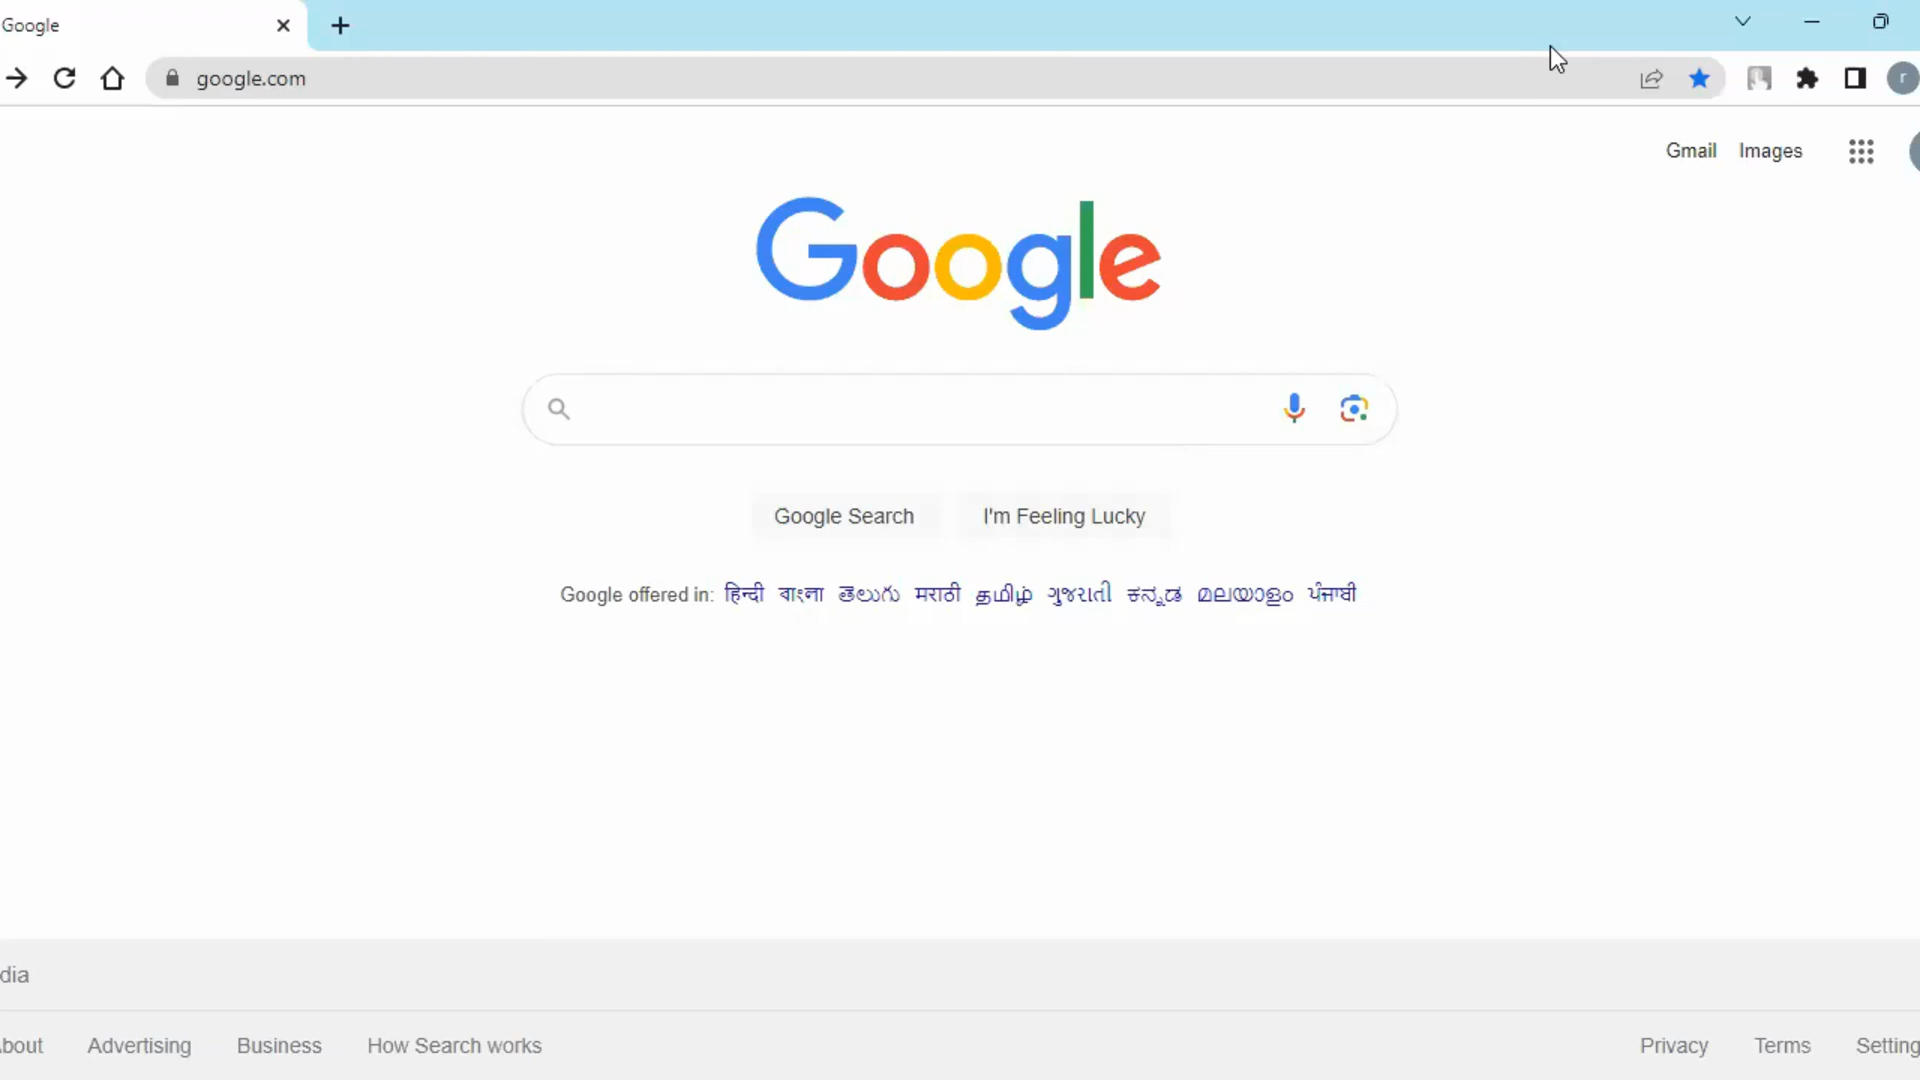 Google
google.com
r
Gmail Images
Google
Google Search I'm Feeling Lucky
Google offered in: हिन्दी বাংলা తెలుగు मराठी தமிழ் ગુજરાતી ಕನ್ನಡ മലയാളം ਪੰਜਾਬੀ
dia
bout Advertising Business How Search works Privacy Terms Setting